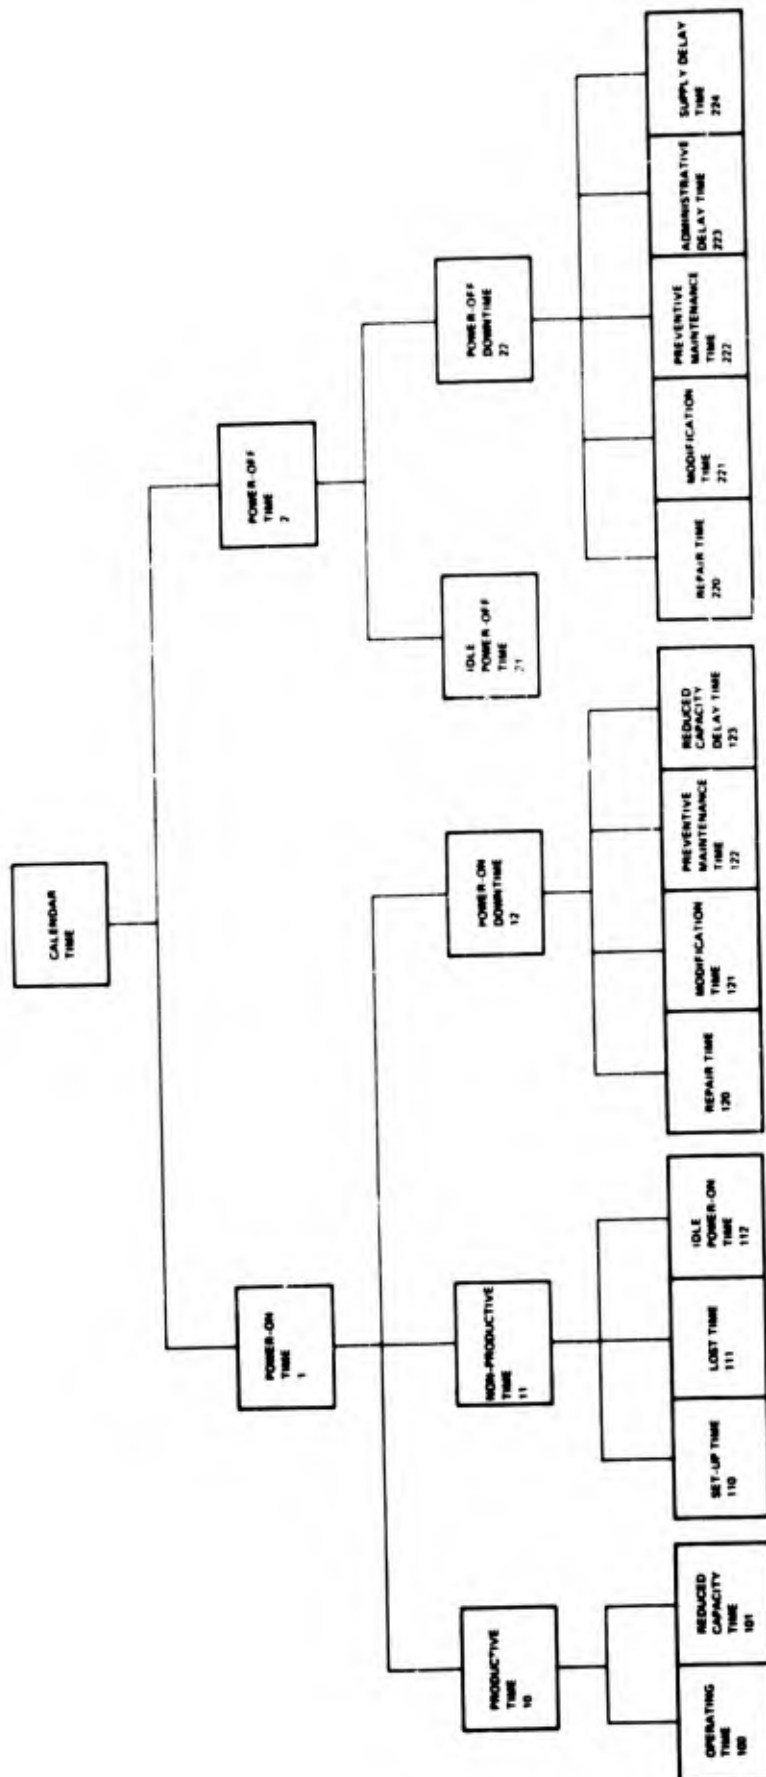 CALENDAR
TIME
POWER-ON
TIME
1
POWER-OFF
TIME
2
PRODUCTIVE
TIME
10
NON-PRODUCTIVE
TIME
11
POWER-ON
DOWNTIME
12
IDLE
POWER-OFF
TIME
21
POWER-OFF
DOWNTIME
22
OPERATING
TIME
100
REDUCED
CAPACITY
TIME
101
SET-UP TIME
110
LOST TIME
111
IDLE
POWER-ON
TIME
112
REPAIR TIME
120
MODIFICATION
TIME
121
PREVENTIVE
MAINTENANCE
TIME
122
REDUCED
CAPACITY
DELAY TIME
123
REPAIR TIME
220
MODIFICATION
TIME
221
PREVENTIVE
MAINTENANCE
TIME
222
ADMINISTRATIVE
DELAY TIME
223
SUPPLY DELAY
TIME
224